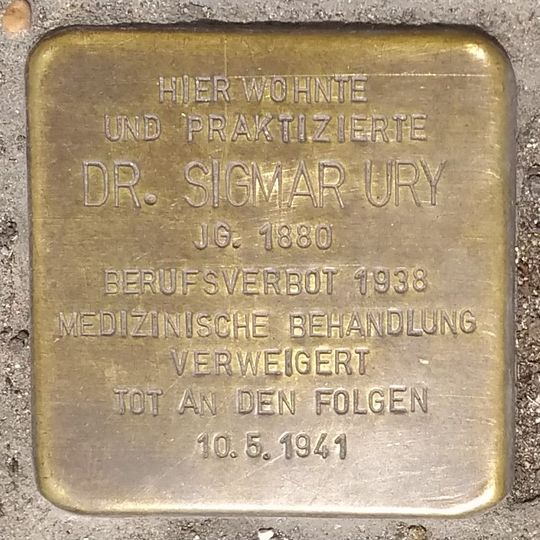 HIER WOHNTE
UND PRAKTIZIERTE
DR. SIGMAR URY
JG. 1880
BERUFSVERBOT 1938
MEDIZINISCHE BEHANDLUNG
VERWEIGERT
TOT AN DEN FOLGEN
10.5.1941